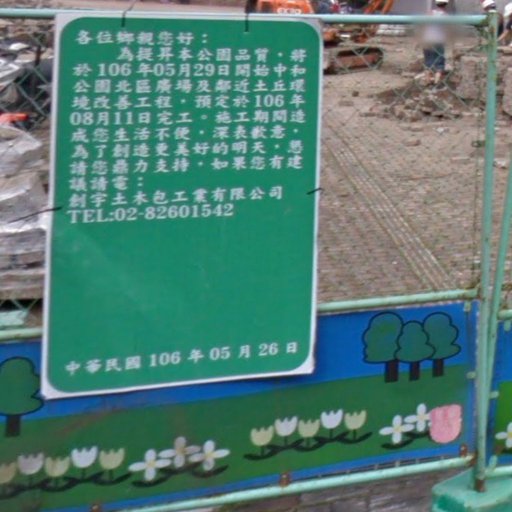 各位鄉親您好：
為提昇本公園品質，將
於106年05月29日開始中和
公園北區廣場及鄰近土丘環
境改善工程，預定於106年
08月11日完工。施工期間造
成您生活不便，深表歉意，
為了創造更美好的明天，懇
請您鼎力支持，如果您有建
議請電：
創宇土木包工業有限公司
TEL:02-82601542
中華民國106年05月26日